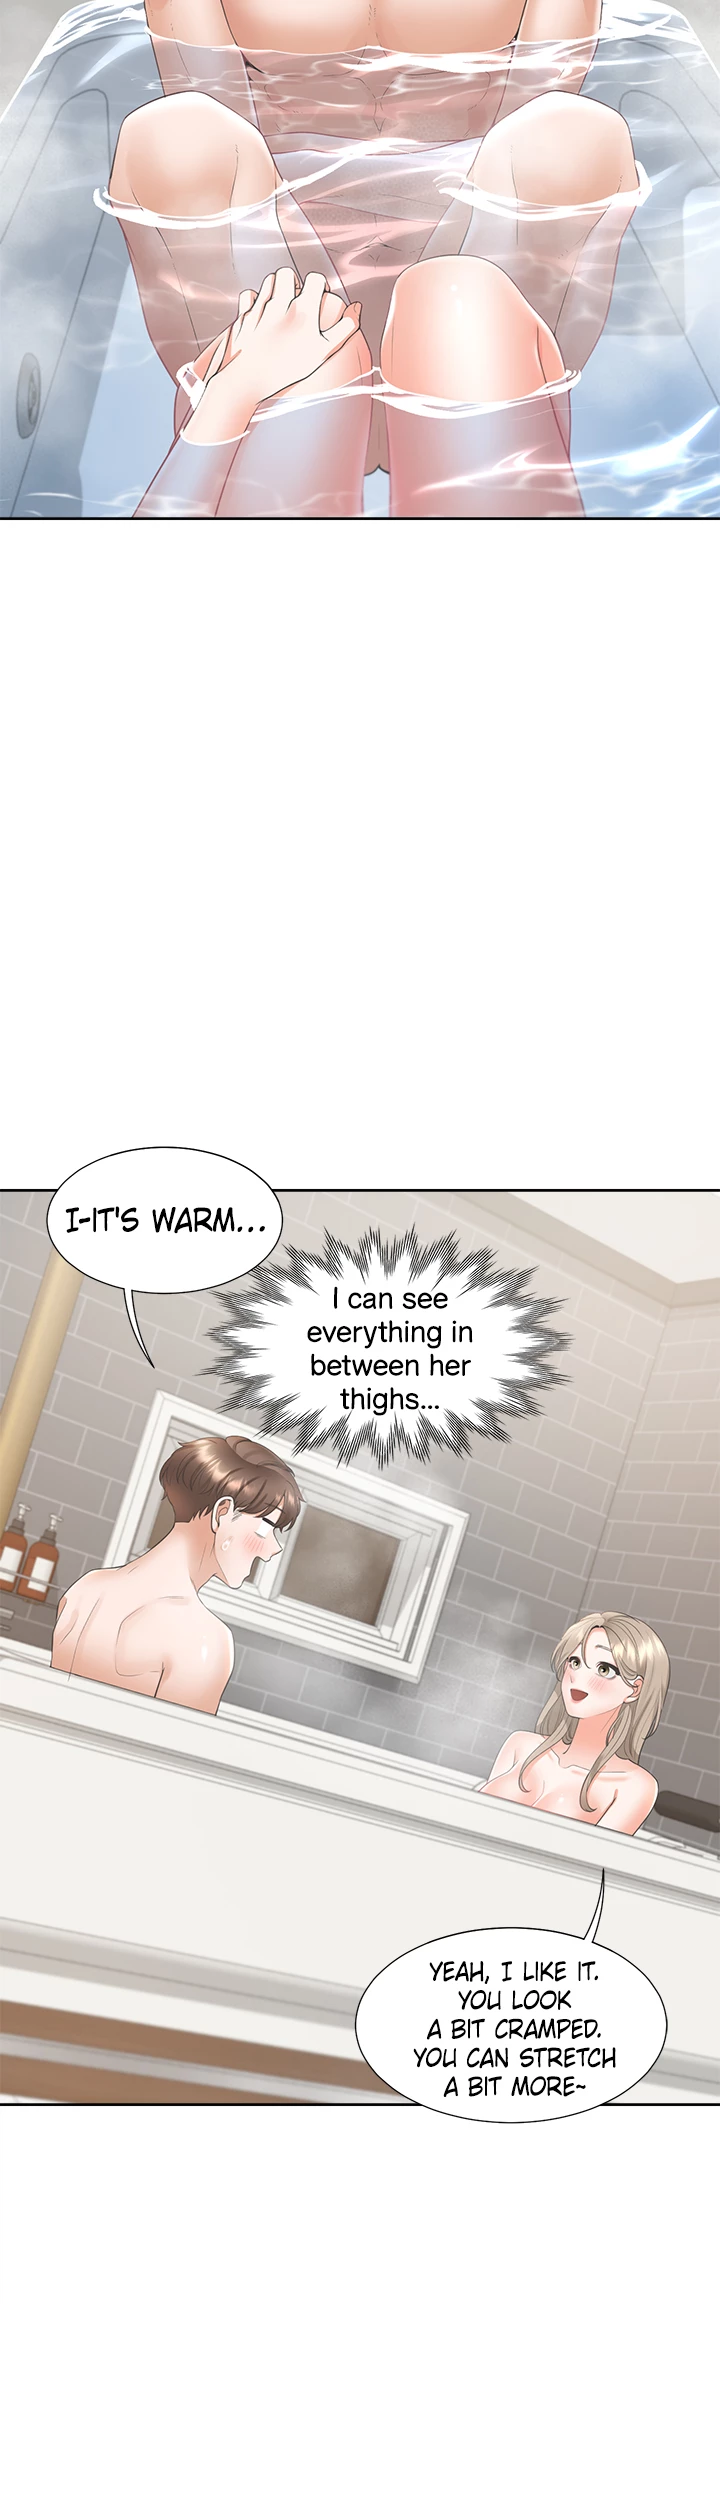 I-IT'S WARM...
I can see
everything in
between her
thighs...
YEAH, I LIKE IT.
YOU LOOK
A BIT CRAMPED.
YOU CAN STRETCH
A BIT MORE~